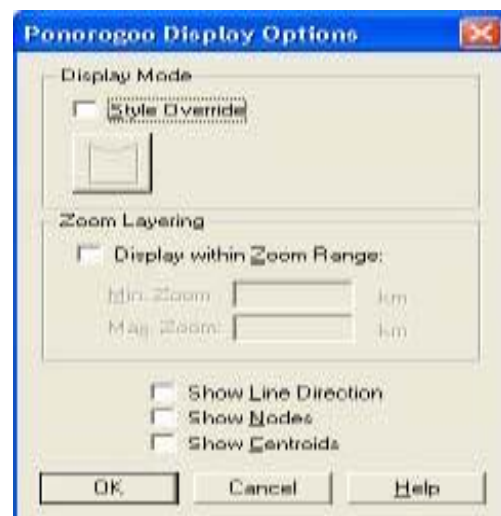 Ponorogoo Display Options
Display Mode
Style Override
Zoom Layering
Display within Zoom Range:
Min. Zoom: km
Max. Zoom: km
Show Line Direction
Show Nodes
Show Centroids
OK Cancel Help